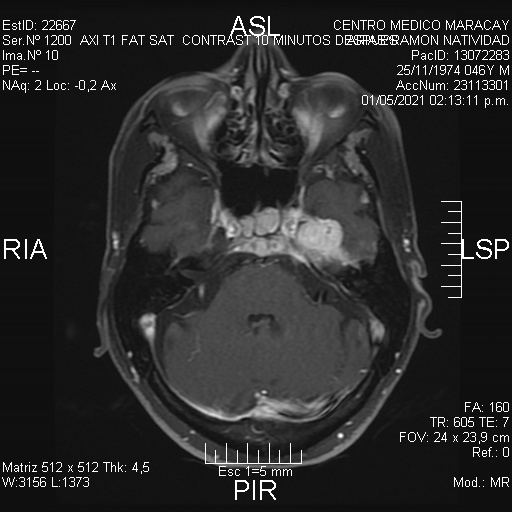 EstID: 22667
Ser.Nº 1200 AXI T1 FAT SAT CONTRAST 10 MINUTOS
Ima.Nº 10
PE= --
NAq: 2 Loc: -0,2 Ax
ASL
CENTRO MEDICO MARACAY
RAMON NATIVIDAD
PacID: 13072283
25/11/1974 046Y M
AccNum: 23113301
01/05/2021 02:13:11 p.m.
RIA
LSP
FA: 160
TR: 605 TE: 7
FOV: 24 x 23,9 cm
Ref.: 0
Matriz 512 x 512 Thk: 4,5
W:3156 L:1373
Esc 1=5 mm
PIR
Mod.: MR